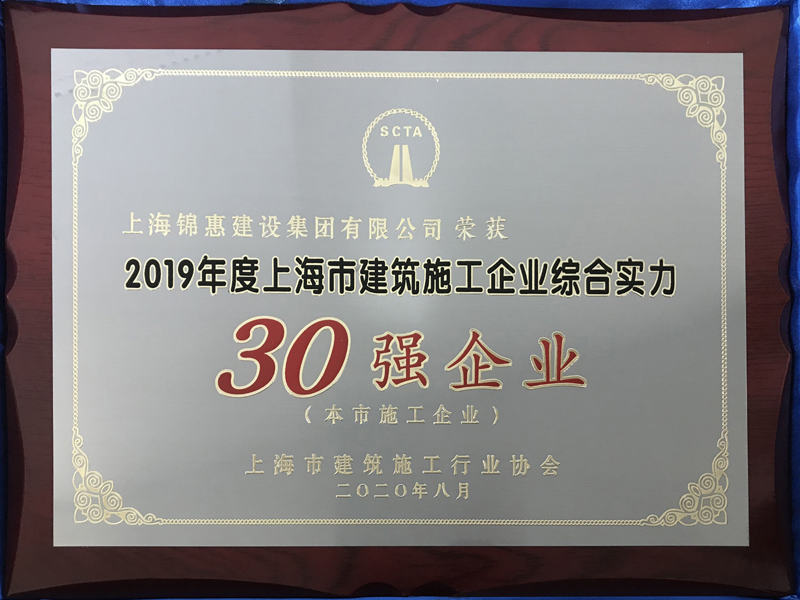 SCTA
上海锦惠建设集团有限公司 荣获
2019年度上海市建筑施工企业综合实力
30强企业
（本市施工企业）
上海市建筑施工行业协会
二〇二〇年八月